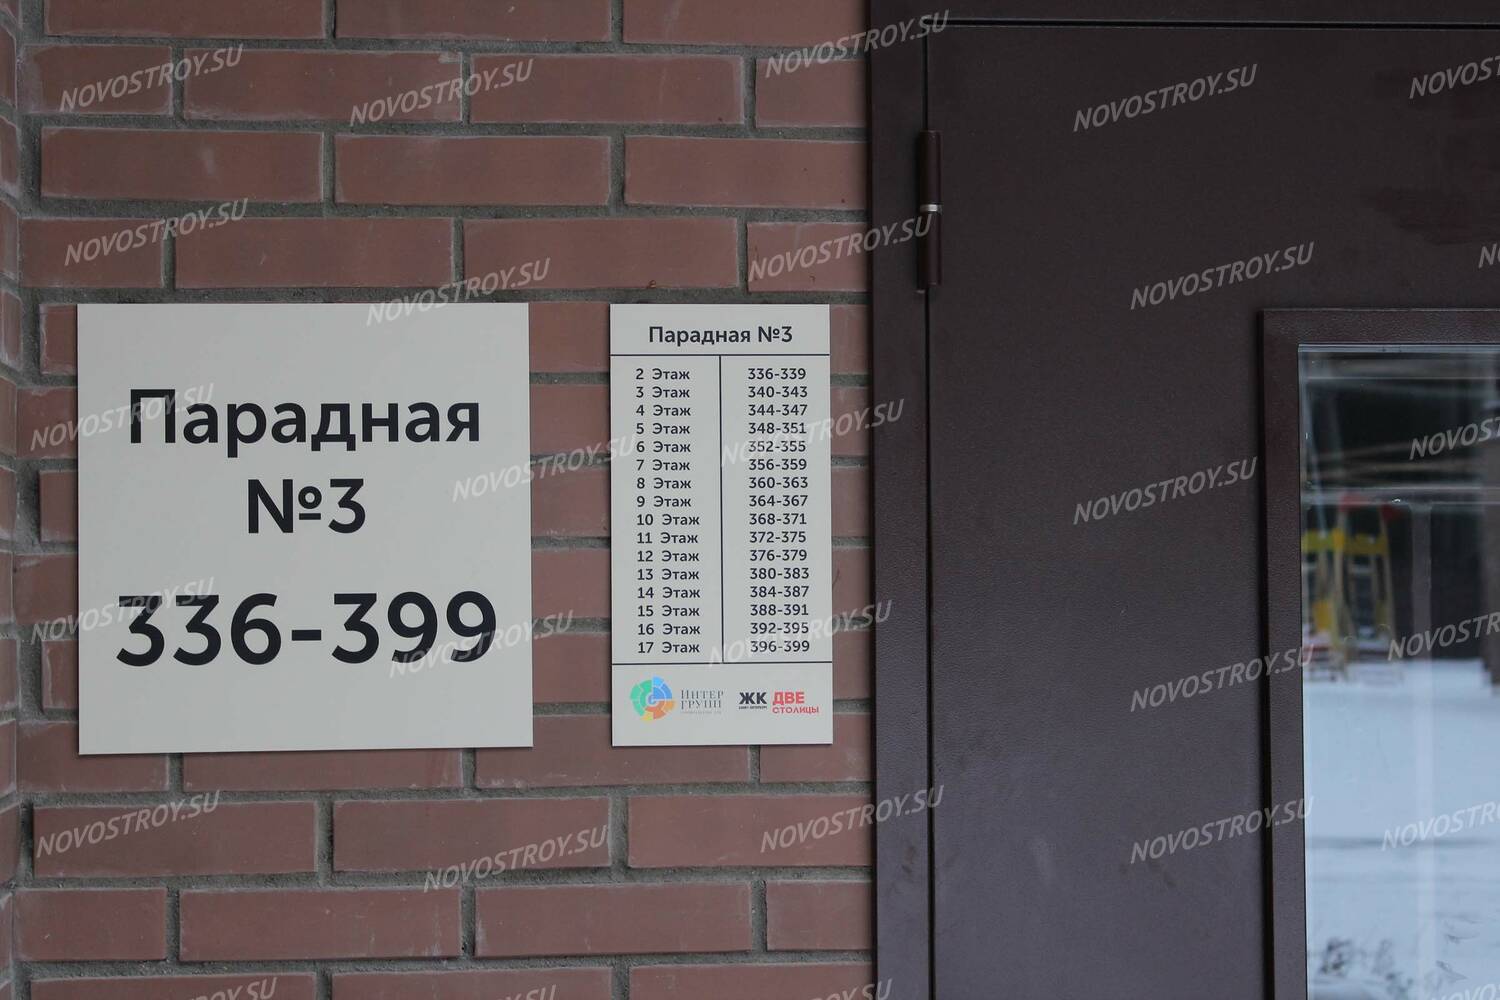 Парадная
№3
336-399
Парадная №3
2 Этаж 336-339
3 Этаж 340-343
4 Этаж 344-347
5 Этаж 348-351
6 Этаж 352-355
7 Этаж 356-359
8 Этаж 360-363
9 Этаж 364-367
10 Этаж 368-371
11 Этаж 372-375
12 Этаж 376-379
13 Этаж 380-383
14 Этаж 384-387
15 Этаж 388-391
16 Этаж 392-395
17 Этаж 396-399
ИНТЕР
ГРУПП
ЖК ДВЕ
СТОЛИЦЫ
NOVOSTROY.SU